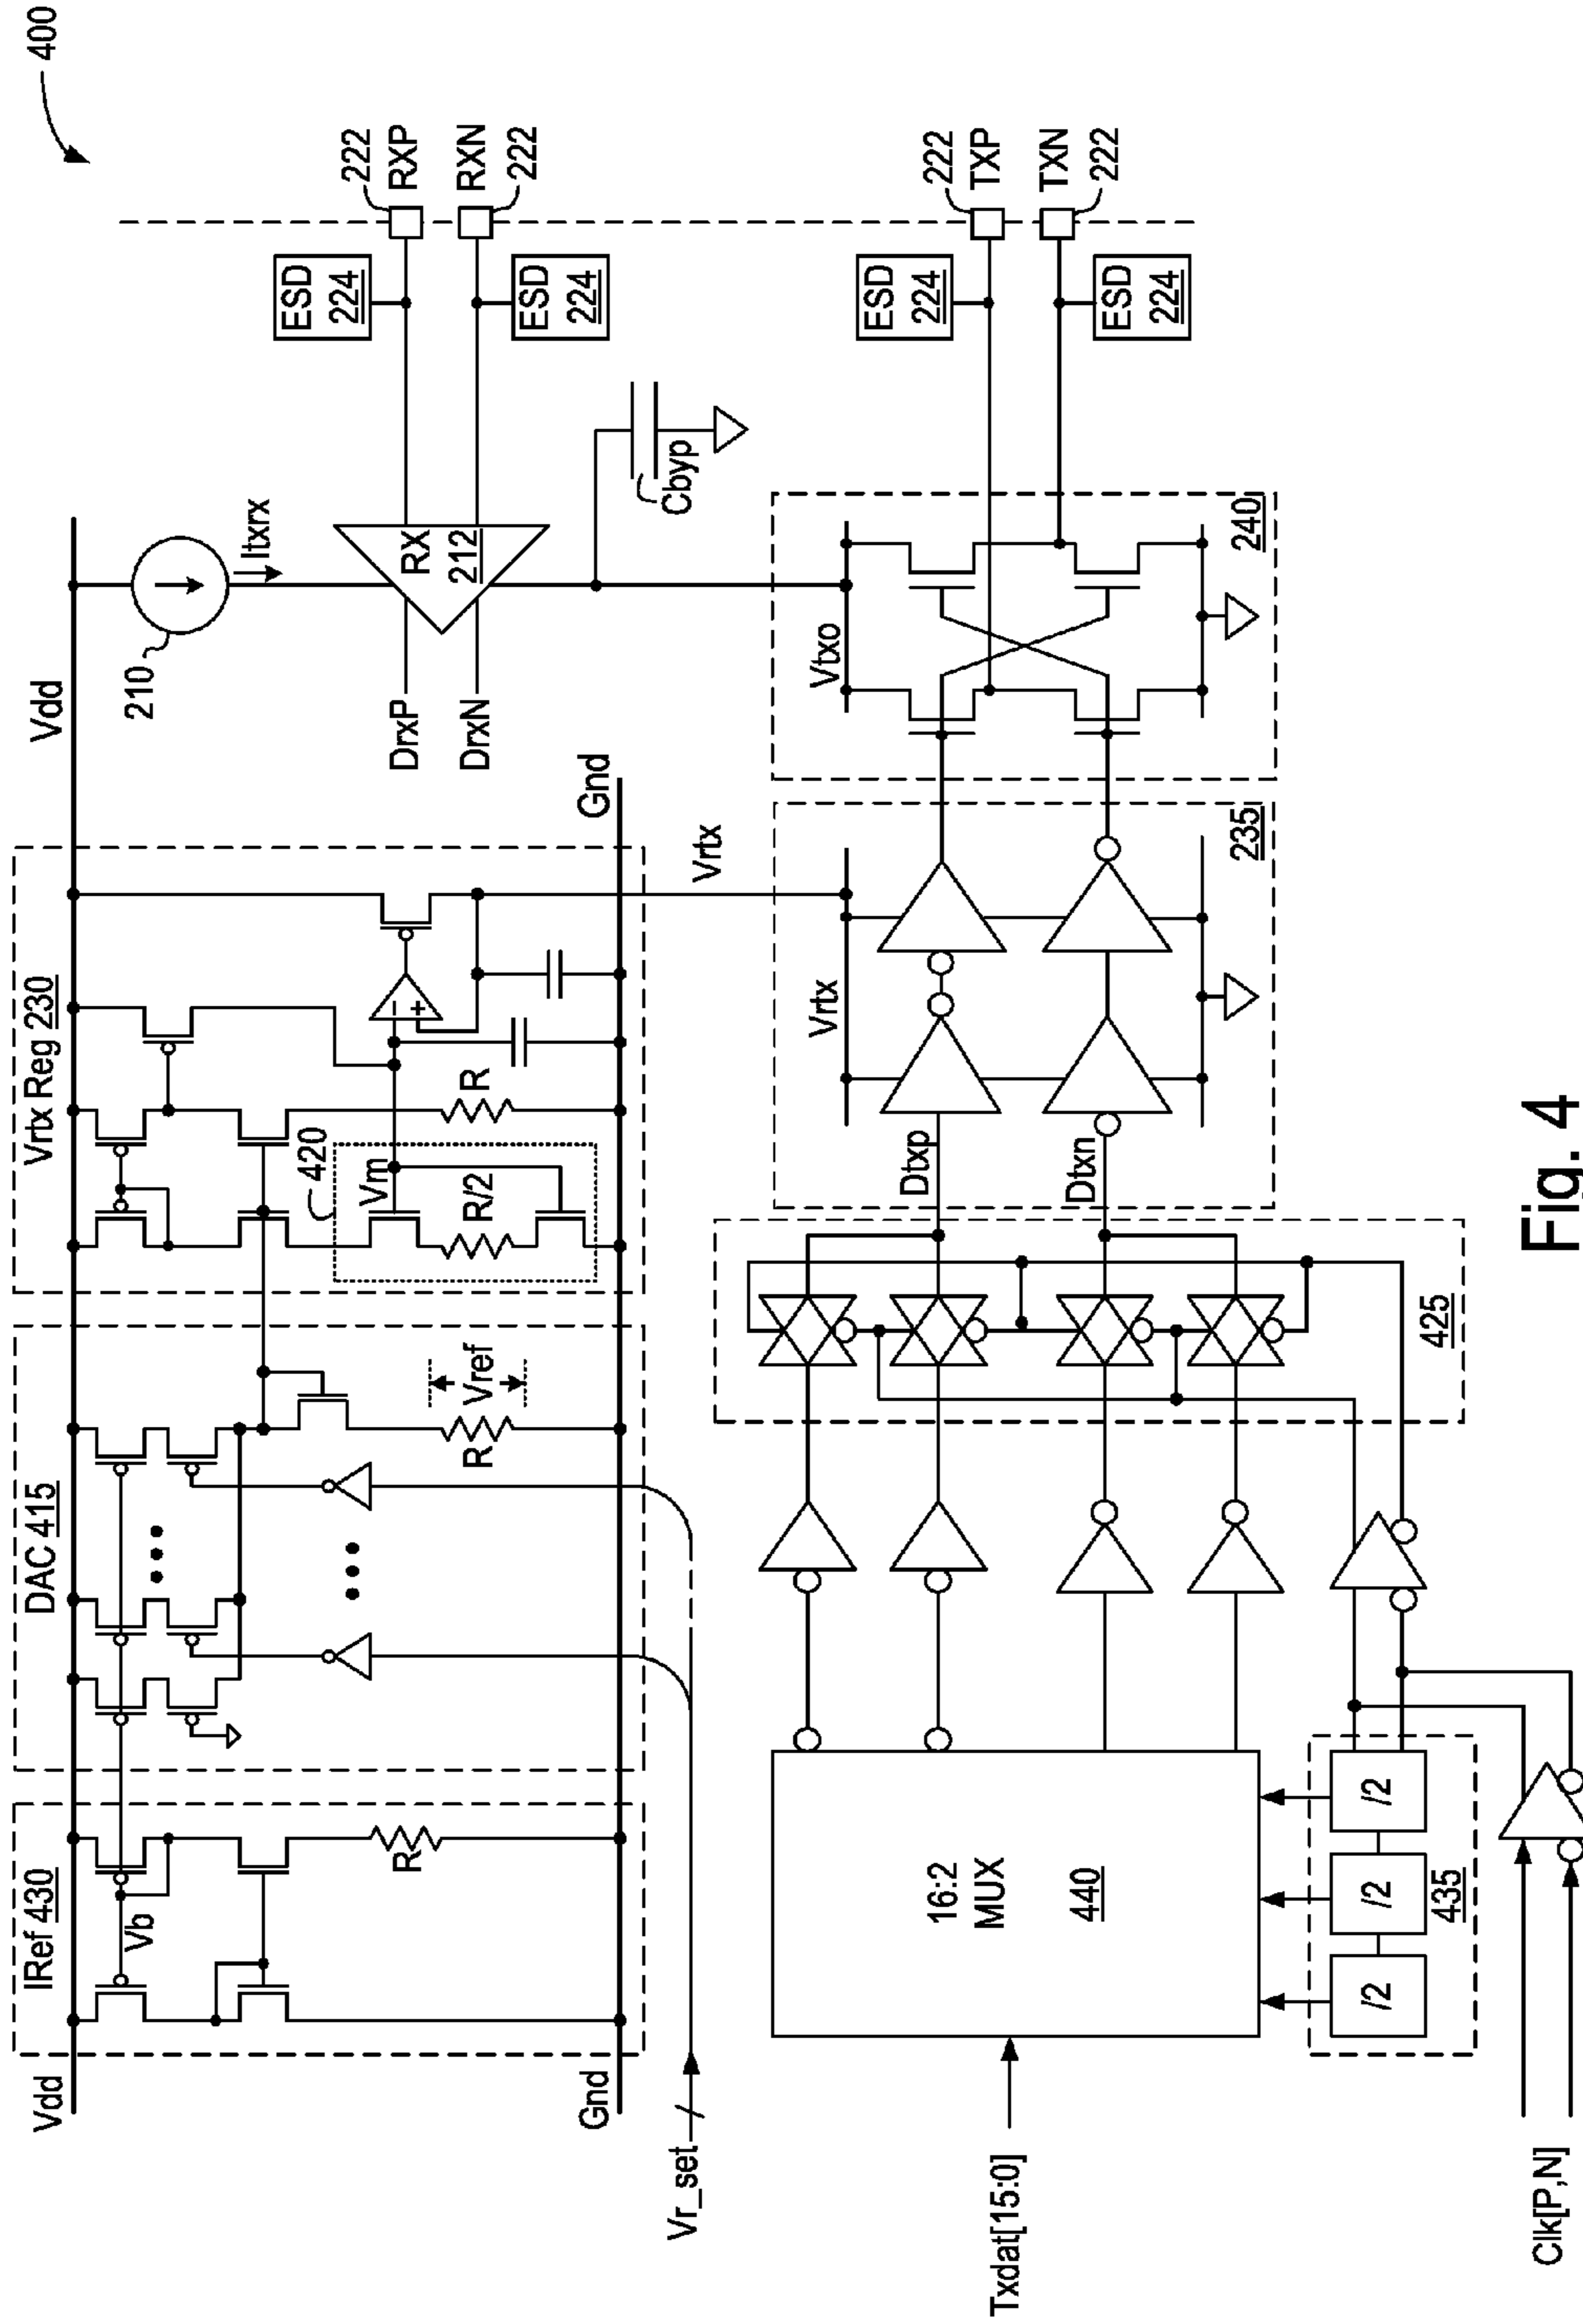 400
Vdd
IRef 430
Vb
R
DAC 415
Vref
R
Vrtx Reg 230
420
Vm
R/2
R
−
+
Vdd
Gnd
Gnd
210
Itxrx
DrxP
DrxN
RX
212
ESD
224
ESD
224
222
RXP
RXN
222
Cbyp
Vr_set
Vrtx
Txdat[15:0]
16:2
MUX
440
/2
/2
/2
435
Clk[P,N]
425
Dtxp
Dtxn
Vrtx
235
Vtxo
240
ESD
224
ESD
224
222
TXP
TXN
222
Fig. 4